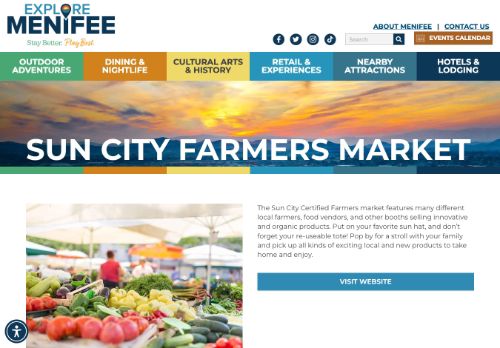 EXPLORE
MENIFEE
Stay Better. Play Best.
ABOUT MENIFEE | CONTACT US
Search
EVENTS CALENDAR
OUTDOOR ADVENTURES
DINING & NIGHTLIFE
CULTURAL ARTS & HISTORY
RETAIL & EXPERIENCES
NEARBY ATTRACTIONS
HOTELS & LODGING
SUN CITY FARMERS MARKET
The Sun City Certified Farmers market features many different
local farmers, food vendors, and other booths selling innovative
and organic products. Put on your favorite sun hat, and don't
forget your re-useable tote! Pop by for a stroll with your family
and pick up all kinds of exciting local and new products to take
home and enjoy.
VISIT WEBSITE